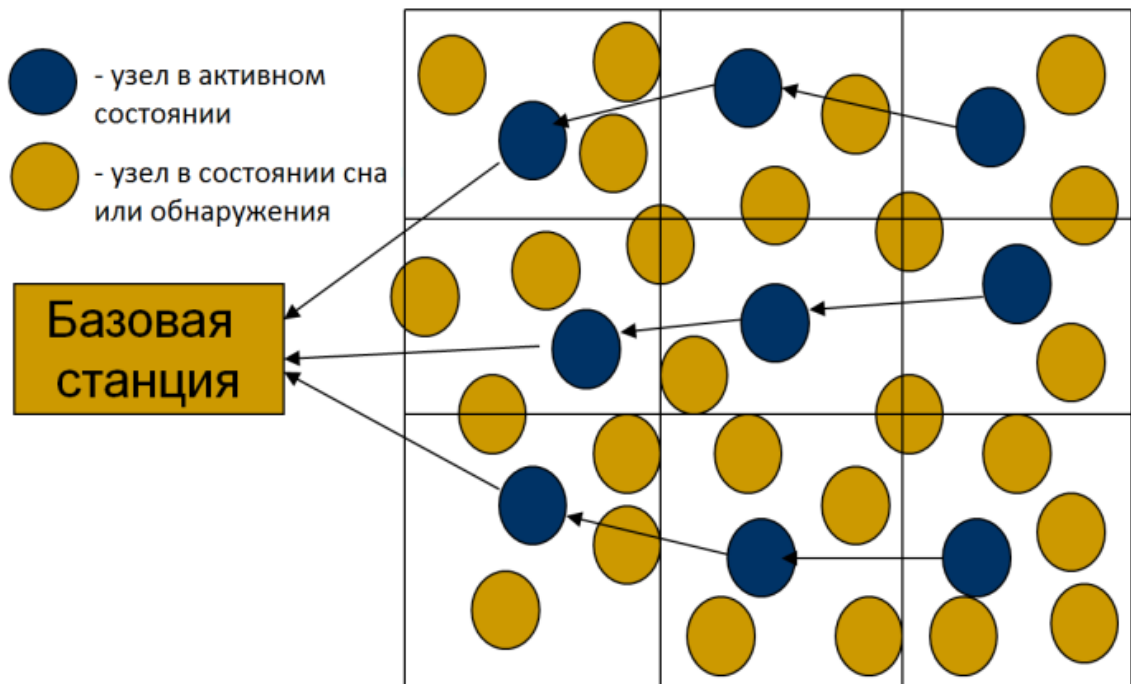 - узел в активном
состоянии
- узел в состоянии сна
или обнаружения
Базовая
станция